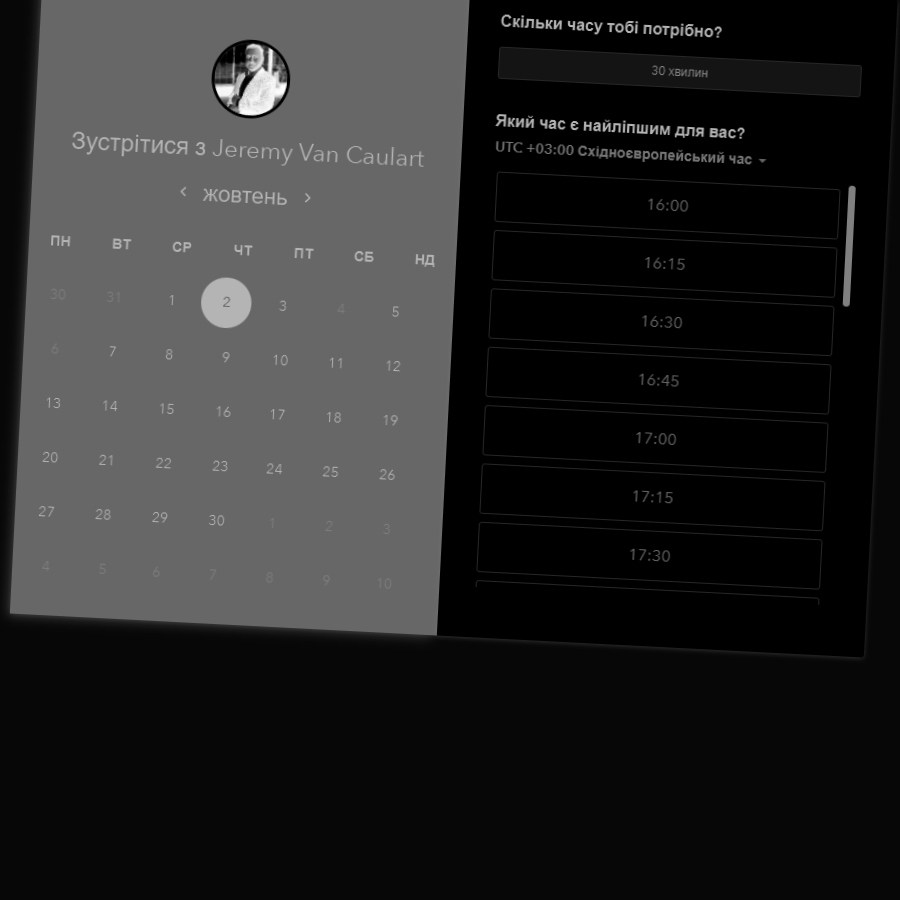 Зустрітися з Jeremy Van Caulart
‹ жовтень ›
ПН ВТ СР ЧТ ПТ СБ НД
30 31 1 2 3 4 5
6 7 8 9 10 11 12
13 14 15 16 17 18 19
20 21 22 23 24 25 26
27 28 29 30 1 2 3
4 5 6 7 8 9 10
Скільки часу тобі потрібно?
30 хвилин
Який час є найліпшим для вас?
UTC +03:00 Східноєвропейський час
16:00
16:15
16:30
16:45
17:00
17:15
17:30